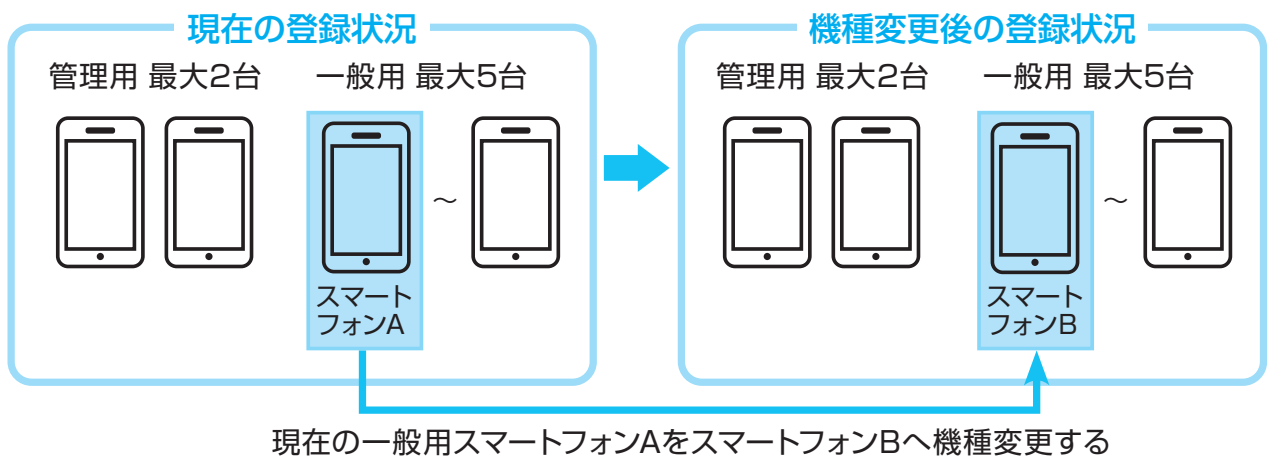 現在の登録状況
管理用 最大2台
一般用 最大5台
～
スマート
フォンA
機種変更後の登録状況
管理用 最大2台
一般用 最大5台
～
スマート
フォンB
現在の一般用スマートフォンAをスマートフォンBへ機種変更する